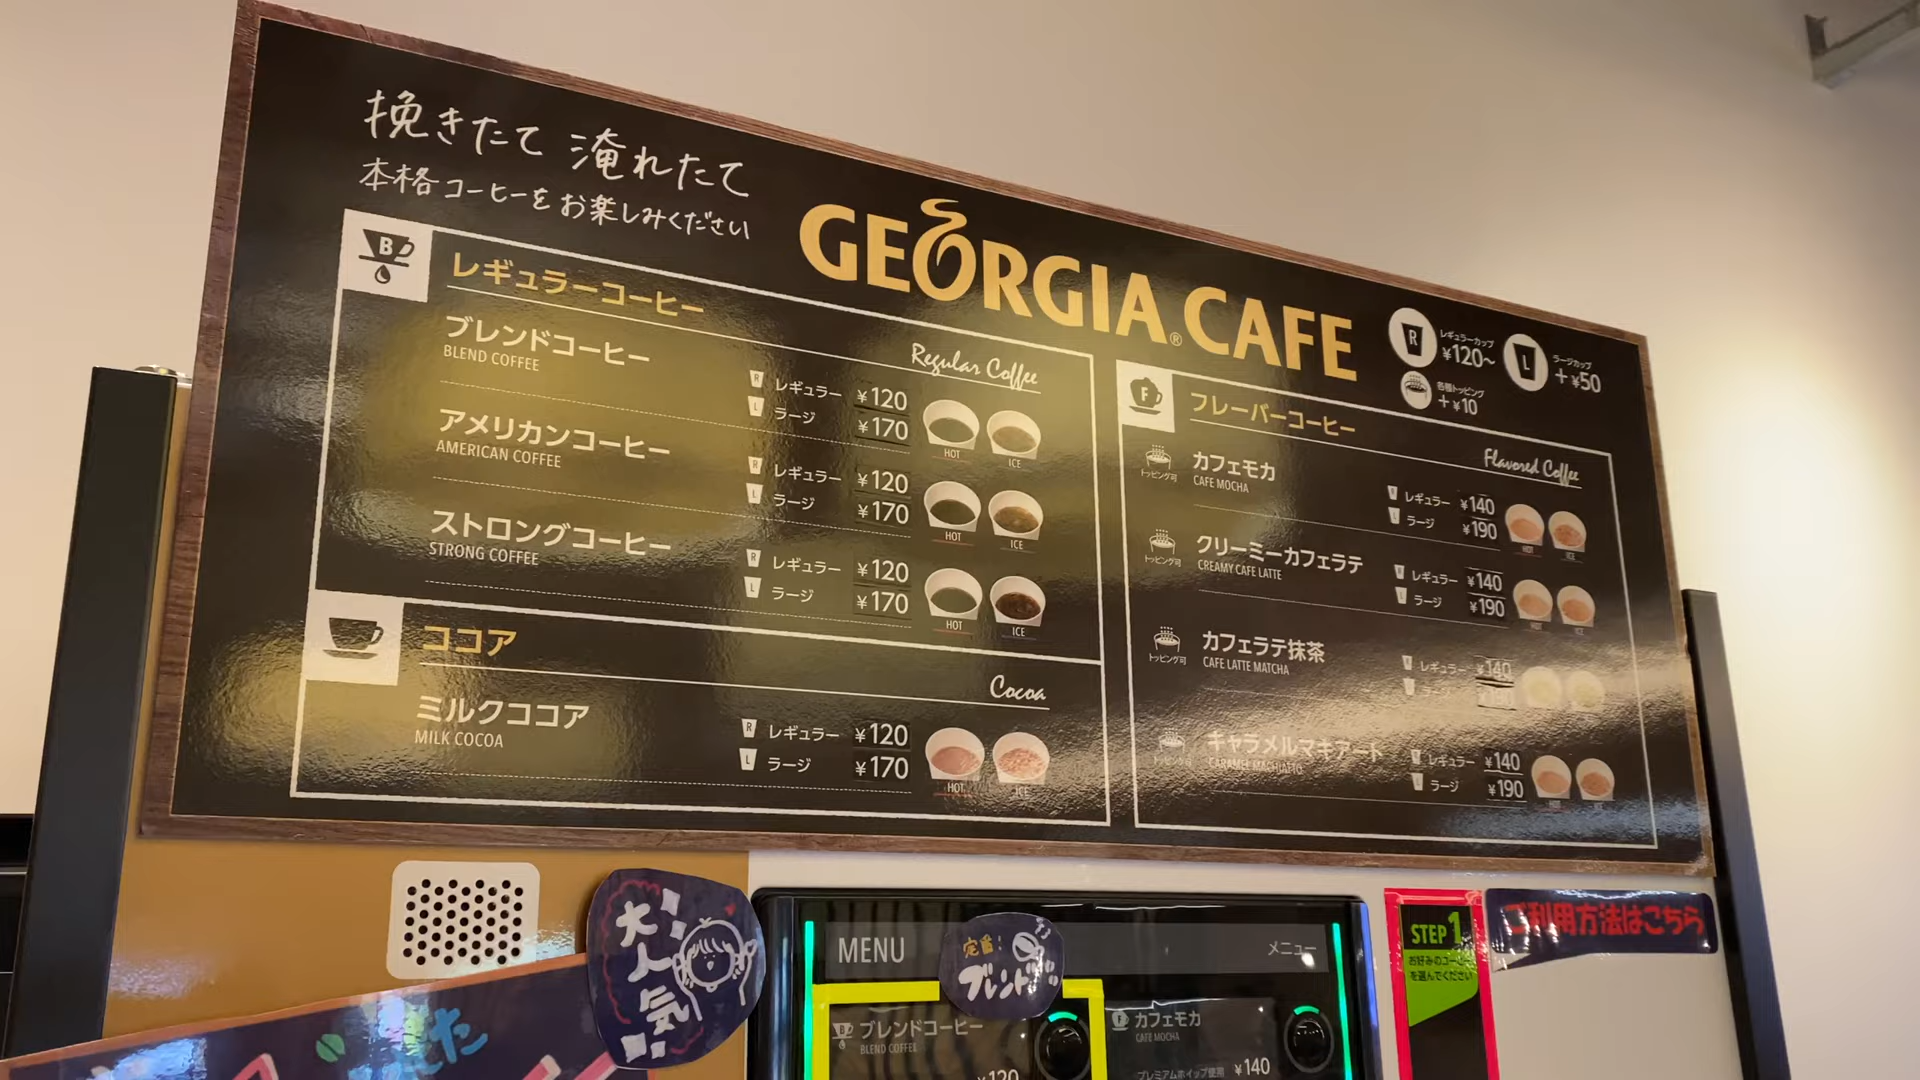 挽きたて 淹れたて
本格コーヒーをお楽しみください
GEORGIA® CAFE
R レギュラーカップ ¥120~
L ラージカップ +¥50
各種トッピング +¥10
B レギュラーコーヒー
Regular Coffee
ブレンドコーヒー
BLEND COFFEE
R レギュラー ¥120
L ラージ ¥170
HOT ICE
アメリカンコーヒー
AMERICAN COFFEE
R レギュラー ¥120
L ラージ ¥170
HOT ICE
ストロングコーヒー
STRONG COFFEE
R レギュラー ¥120
L ラージ ¥170
HOT ICE
ココア
Cocoa
ミルクココア
MILK COCOA
R レギュラー ¥120
L ラージ ¥170
HOT ICE
F フレーバーコーヒー
Flavored Coffee
トッピング可
カフェモカ
CAFE MOCHA
R レギュラー ¥140
L ラージ ¥190
HOT ICE
トッピング可
クリーミーカフェラテ
CREAMY CAFE LATTE
R レギュラー ¥140
L ラージ ¥190
HOT ICE
トッピング可
カフェラテ抹茶
CAFE LATTE MATCHA
R レギュラー ¥140
ラージ
トッピング可
キャラメルマキアート
CARAMEL MACHIATO
R レギュラー ¥140
L ラージ ¥190
HOT ICE
大人気
MENU
メニュー
定番!
ブレンド
B ブレンドコーヒー
BLEND COFFEE
¥120
F カフェモカ
CAFE MOCHA
プレミアムホイップ使用 ¥140
STEP 1
お好みのコーヒー
を選んでください
ご利用方法はこちら